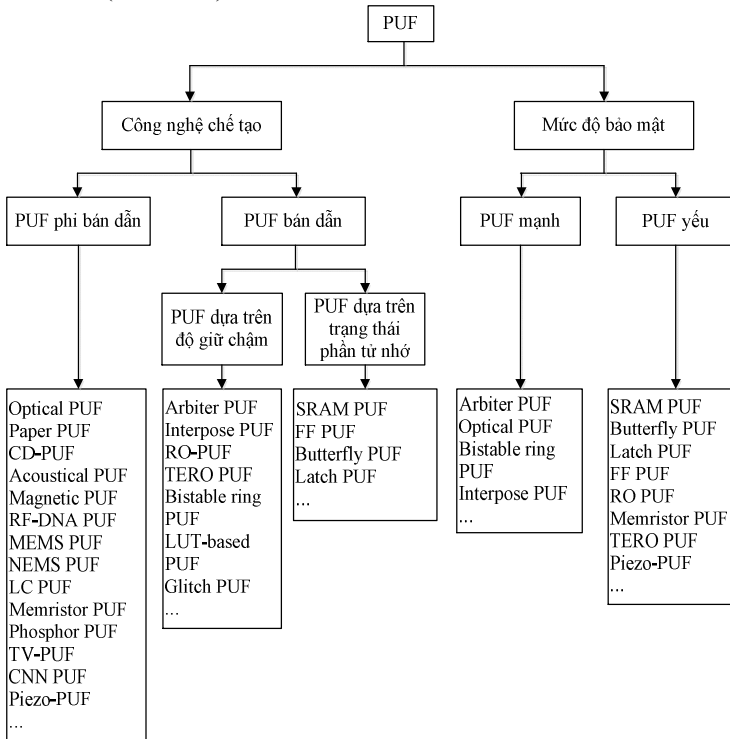 PUF
Công nghệ chế tạo
Mức độ bảo mật
PUF phi bán dẫn
PUF bán dẫn
PUF mạnh
PUF yếu
PUF dựa trên
độ giữ chậm
PUF dựa trên
trạng thái
phần tử nhớ
Optical PUF
Paper PUF
CD-PUF
Acoustical PUF
Magnetic PUF
RF-DNA PUF
MEMS PUF
NEMS PUF
LC PUF
Memristor PUF
Phosphor PUF
TV-PUF
CNN PUF
Piezo-PUF
...
Arbiter PUF
Interpose PUF
RO-PUF
TERO PUF
Bistable ring
PUF
LUT-based
PUF
Glitch PUF
...
SRAM PUF
FF PUF
Butterfly PUF
Latch PUF
...
Arbiter PUF
Optical PUF
Bistable ring
PUF
Interpose PUF
...
SRAM PUF
Butterfly PUF
Latch PUF
FF PUF
RO PUF
Memristor PUF
TERO PUF
Piezo-PUF
...